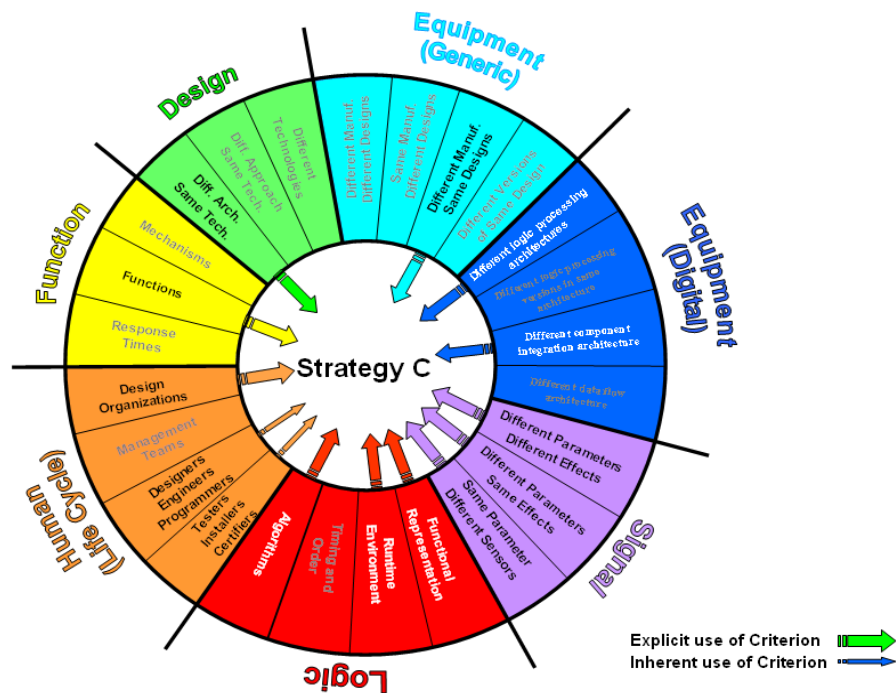 Design
Equipment
(Generic)
Equipment
(Digital)
Signal
Logic
Human
(Life Cycle)
Function
Different
Technologies
Diff. Approach
Same Tech.
Diff. Arch.
Same Tech.
Different Manuf.
Different Designs
Same Manuf.
Different Designs
Different Manuf.
Same Designs
Different Versions
of Same Design
Different logic processing
architectures
Different logic processing
versions in same
architecture
Different component
integration architecture
Different dataflow
architecture
Different Parameters
Different Effects
Different Parameters
Same Effects
Same Parameter
Different Sensors
Functional
Representation
Runtime
Environment
Timing and
Order
Algorithms
Testers
Installers
Certifiers
Designers
Engineers
Programmers
Management
Teams
Design
Organizations
Response
Times
Functions
Mechanisms
Strategy C
Explicit use of Criterion
Inherent use of Criterion